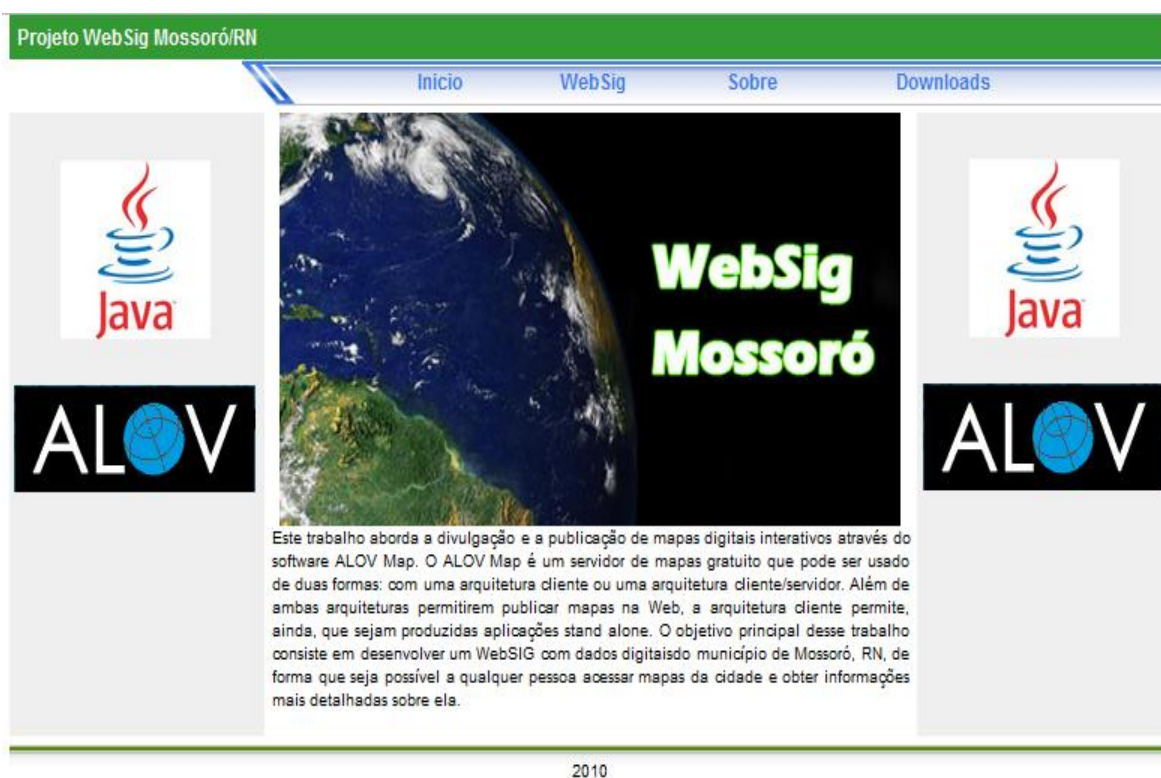 Projeto WebSig Mossoró/RN
Inicio WebSig Sobre Downloads
Java
ALOV
WebSig
Mossoró
Java
ALOV
Este trabalho aborda a divulgação e a publicação de mapas digitais interativos através do
software ALOV Map. O ALOV Map é um servidor de mapas gratuito que pode ser usado
de duas formas: com uma arquitetura cliente ou uma arquitetura cliente/servidor. Além de
ambas arquiteturas permitirem publicar mapas na Web, a arquitetura cliente permite,
ainda, que sejam produzidas aplicações stand alone. O objetivo principal desse trabalho
consiste em desenvolver um WebSIG com dados digitaisdo município de Mossoró, RN, de
forma que seja possível a qualquer pessoa acessar mapas da cidade e obter informações
mais detalhadas sobre ela.
2010